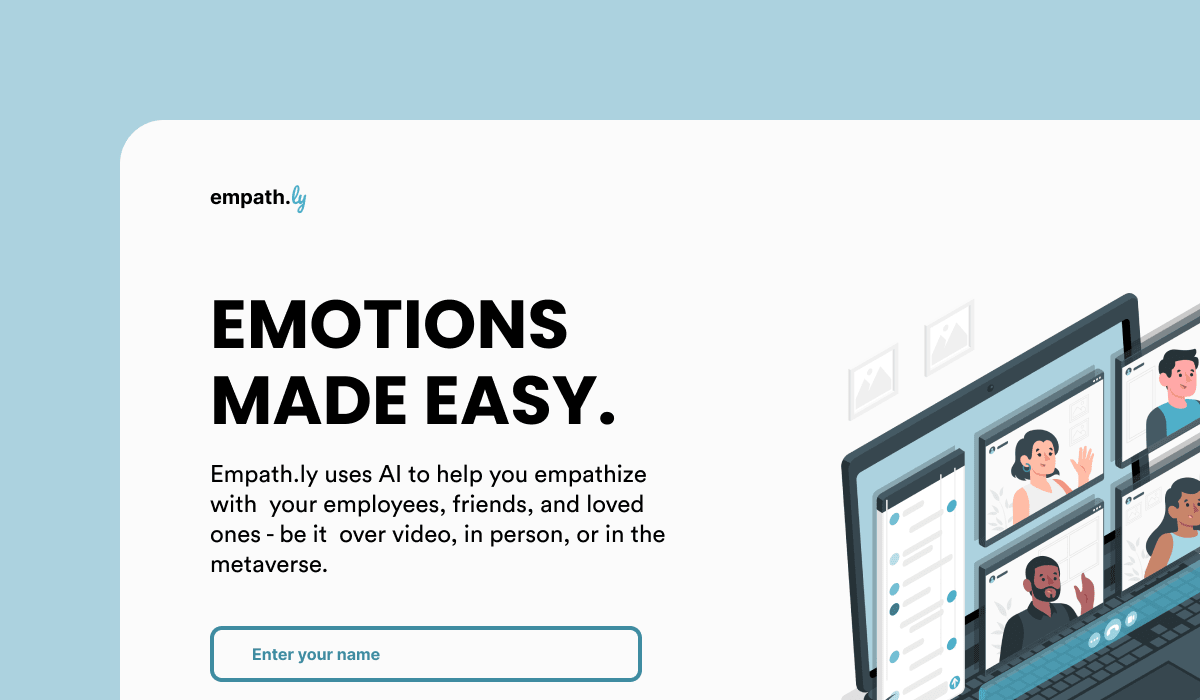 empath.ly
EMOTIONS
MADE EASY.
Empath.ly uses AI to help you empathize
with  your employees, friends, and loved
ones - be it  over video, in person, or in the
metaverse.
Enter your name